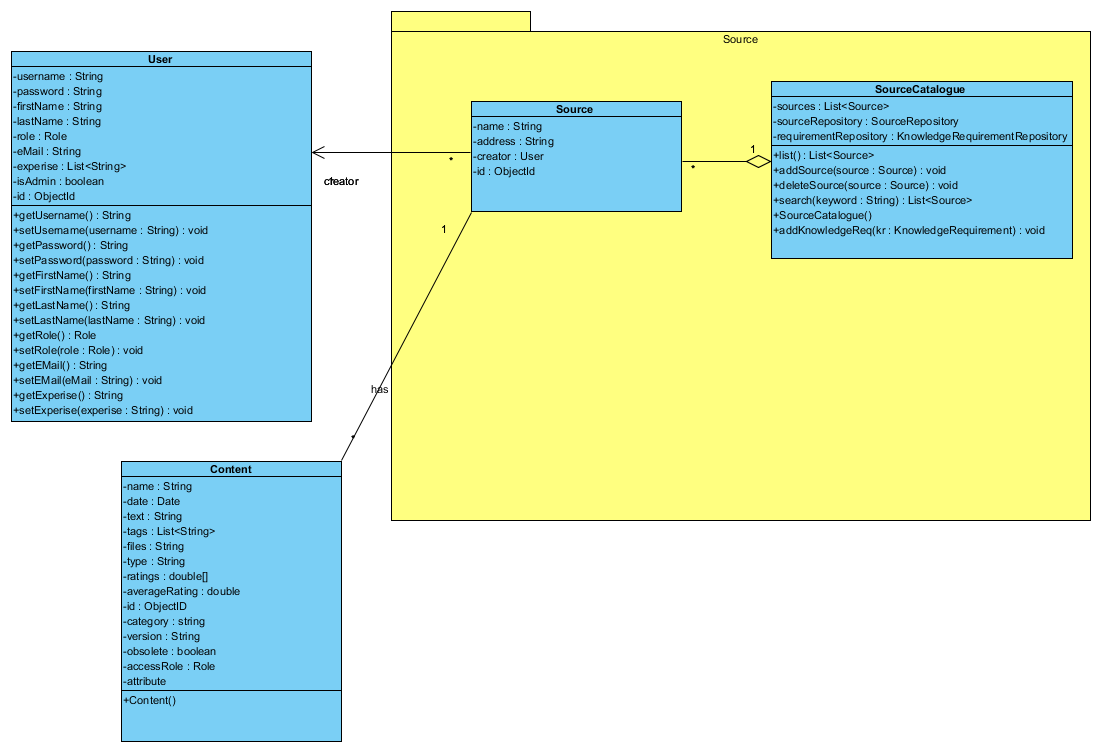 Source
User
-username : String
-password : String
-firstName : String
-lastName : String
-role : Role
-eMail : String
-experise : List<String>
-isAdmin : boolean
-id : ObjectId
+getUsername() : String
+setUsername(username : String) : void
+getPassword() : String
+setPassword(password : String) : void
+getFirstName() : String
+setFirstName(firstName : String) : void
+getLastName() : String
+setLastName(lastName : String) : void
+getRole() : Role
+setRole(role : Role) : void
+getEMail() : String
+setEMail(eMail : String) : void
+getExperise() : String
+setExperise(experise : String) : void
*
creator
Source
-name : String
-address : String
-creator : User
-id : ObjectId
*
1
SourceCatalogue
-sources : List<Source>
-sourceRepository : SourceRepository
-requirementRepository : KnowledgeRequirementRepository
+list() : List<Source>
+addSource(source : Source) : void
+deleteSource(source : Source) : void
+search(keyword : String) : List<Source>
+SourceCatalogue()
+addKnowledgeReq(kr : KnowledgeRequirement) : void
1
has
*
Content
-name : String
-date : Date
-text : String
-tags : List<String>
-files : String
-type : String
-ratings : double[]
-averageRating : double
-id : ObjectID
-category : string
-version : String
-obsolete : boolean
-accessRole : Role
-attribute
+Content()